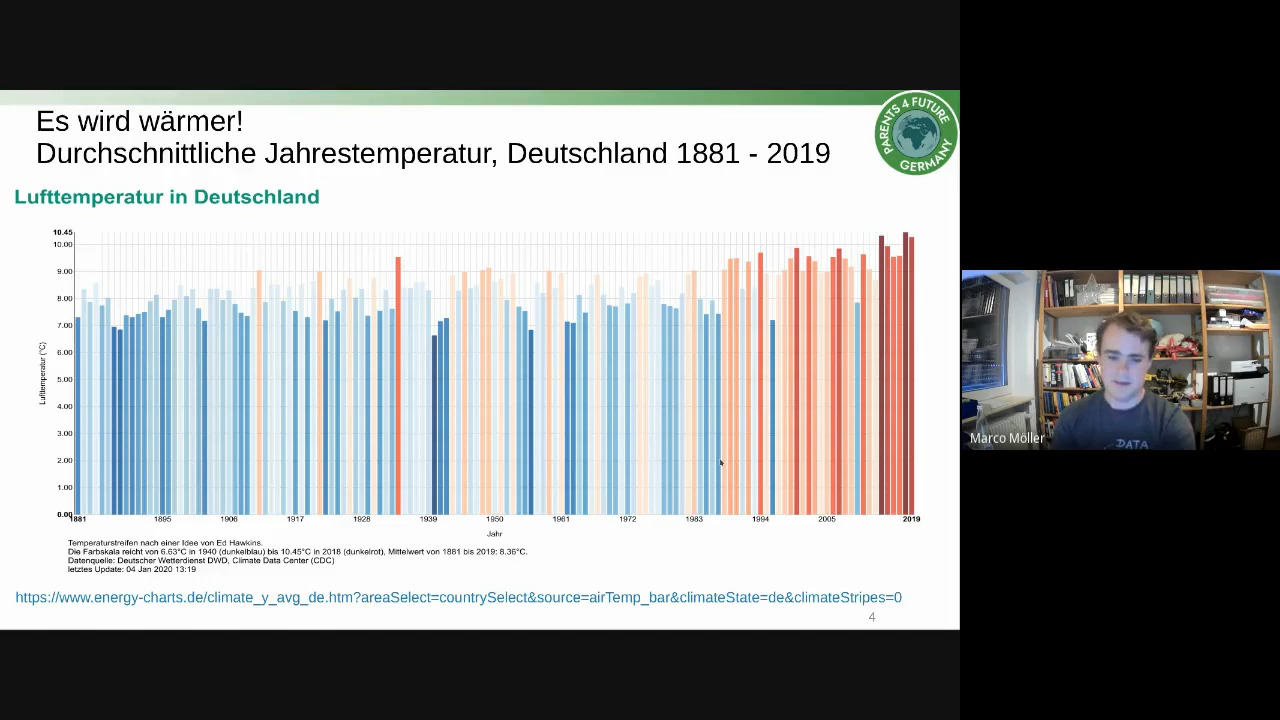 Es wird wärmer!
Durchschnittliche Jahrestemperatur, Deutschland 1881 - 2019
PARENTS 4 FUTURE
GERMANY
Lufttemperatur in Deutschland
10.45
10.00
9.00
8.00
7.00
6.00
5.00
4.00
3.00
2.00
1.00
0.00
Lufttemperatur (°C)
1881 1895 1906 1917 1928 1939 1950 1961 1972 1983 1994 2005 2019
Jahr
Temperaturstreifen nach einer Idee von Ed Hawkins.
Die Farbskala reicht von 6.63°C in 1940 (dunkelblau) bis 10.45°C in 2018 (dunkelrot), Mittelwert von 1881 bis 2019: 8.36°C.
Datenquelle: Deutscher Wetterdienst DWD, Climate Data Center (CDC)
letztes Update: 04 Jan 2020 13:19
https://www.energy-charts.de/climate_y_avg_de.htm?areaSelect=countrySelect&source=airTemp_bar&climateState=de&climateStripes=0
4
Marco Möller
DATA